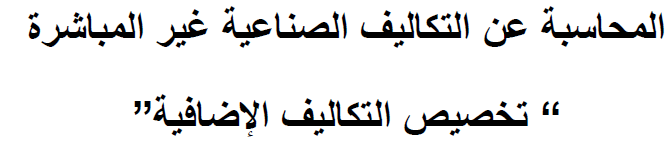 المحاسبة عن التكاليف الصناعية غير المباشرة
“ تخصيص التكاليف الإضافية”